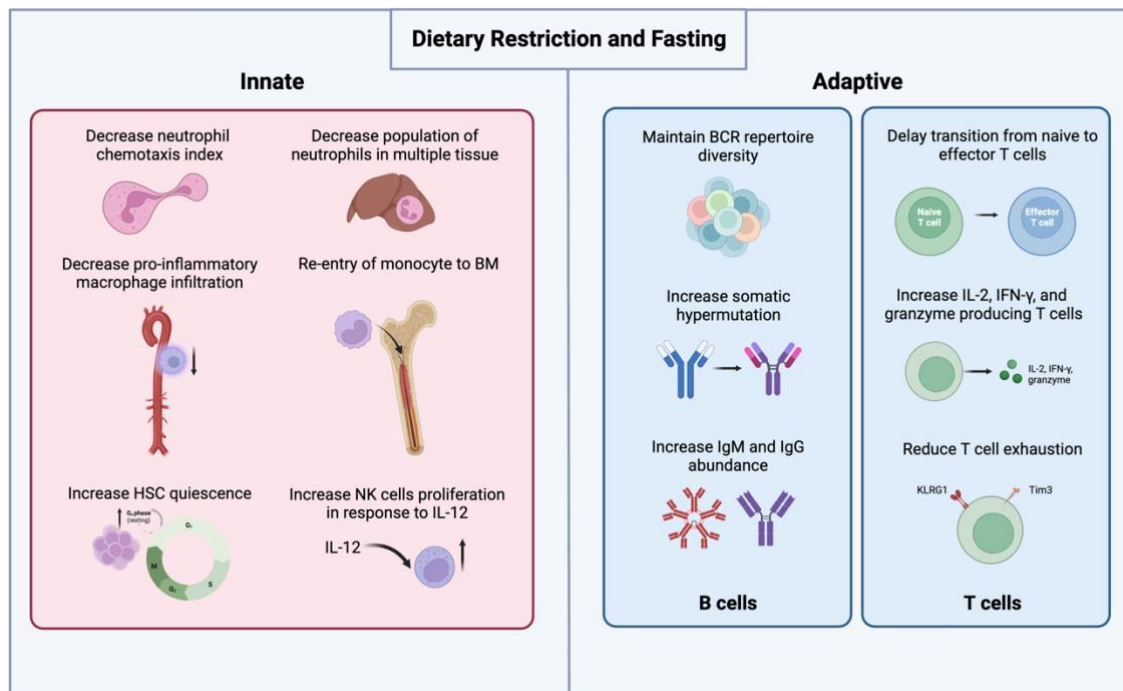 Dietary Restriction and Fasting
Innate
Decrease neutrophil
chemotaxis index
Decrease population of
neutrophils in multiple tissue
Decrease pro-inflammatory
macrophage infiltration
Re-entry of monocyte to BM
Increase HSC quiescence
G₀ phase
(resting)
G₁
S
G₂
M
Increase NK cells proliferation
in response to IL-12
IL-12
Adaptive
Maintain BCR repertoire
diversity
Increase somatic
hypermutation
Increase IgM and IgG
abundance
B cells
Delay transition from naive to
effector T cells
Naive
T cell
Effector
T cell
Increase IL-2, IFN-γ, and
granzyme producing T cells
IL-2, IFN-γ,
granzyme
Reduce T cell exhaustion
KLRG1
Tim3
T cells